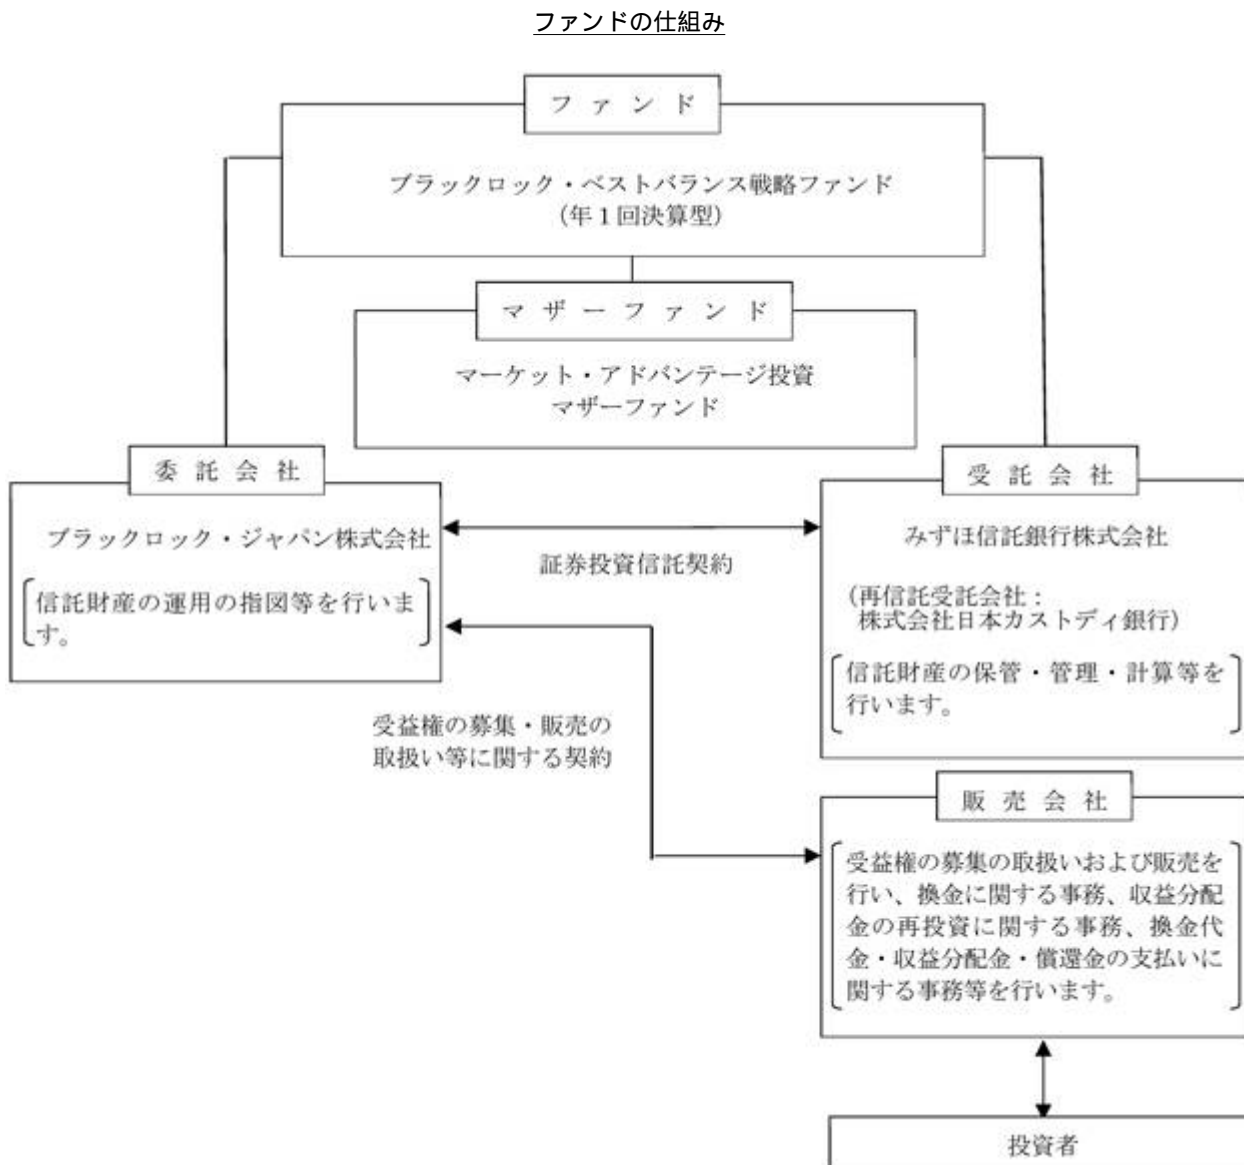 ファンドの仕組み
ファンド
ブラックロック・ベストバランス戦略ファンド
（年１回決算型）
マザーファンド
マーケット・アドバンテージ投資
マザーファンド
委託会社
ブラックロック・ジャパン株式会社
信託財産の運用の指図等を行いま
す。
証券投資信託契約
受託会社
みずほ信託銀行株式会社
（再信託受託会社：
株式会社日本カストディ銀行）
信託財産の保管・管理・計算等を
行います。
受益権の募集・販売の
取扱い等に関する契約
販売会社
受益権の募集の取扱いおよび販売を
行い、換金に関する事務、収益分配
金の再投資に関する事務、換金代
金・収益分配金・償還金の支払いに
関する事務等を行います。
投資者